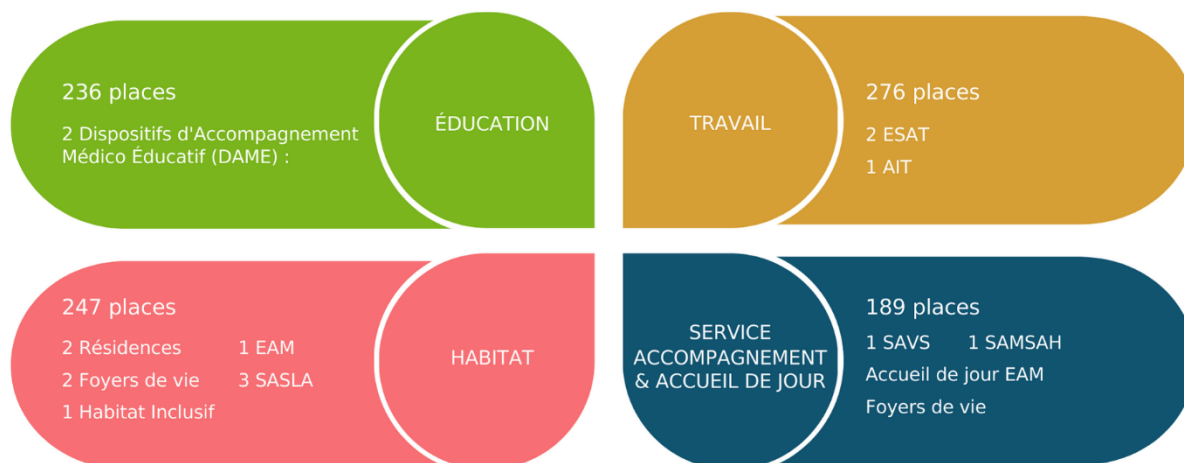 236 places
2 Dispositifs d'Accompagnement
Médico Éducatif (DAME) :
ÉDUCATION
TRAVAIL
276 places
2 ESAT
1 AIT
247 places
2 Résidences 1 EAM
2 Foyers de vie 3 SASLA
1 Habitat Inclusif
HABITAT
SERVICE
ACCOMPAGNEMENT
& ACCUEIL DE JOUR
189 places
1 SAVS 1 SAMSAH
Accueil de jour EAM
Foyers de vie